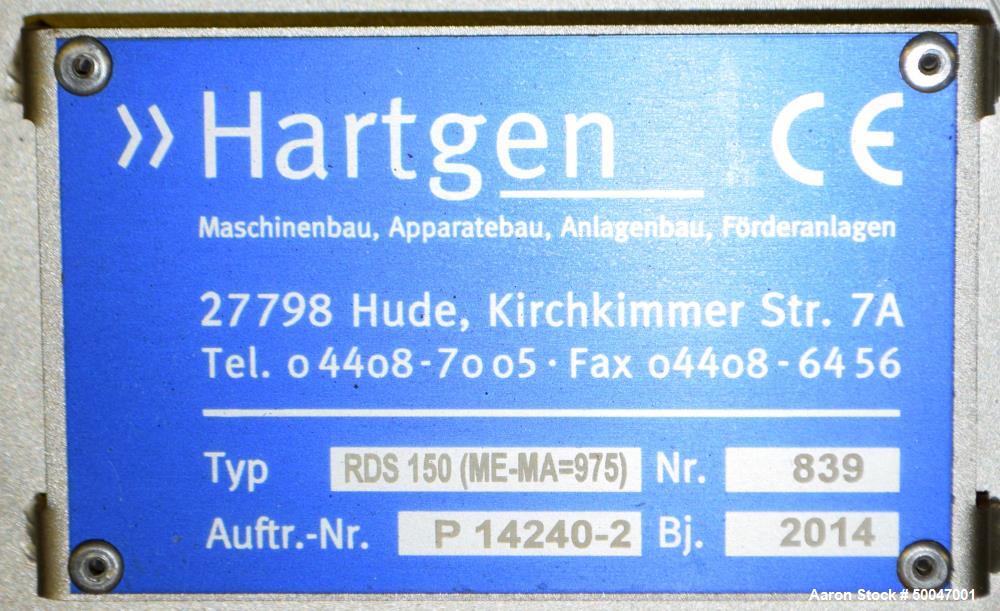 » Hartgen CE
Maschinenbau, Apparatebau, Anlagenbau, Förderanlagen
27798 Hude, Kirchkimmer Str. 7A
Tel. 04408-7005 · Fax 04408-6456
Typ RDS 150 (ME-MA=975) Nr. 839
Auftr.-Nr. P 14240-2 Bj. 2014
Aaron Stock # 50047001